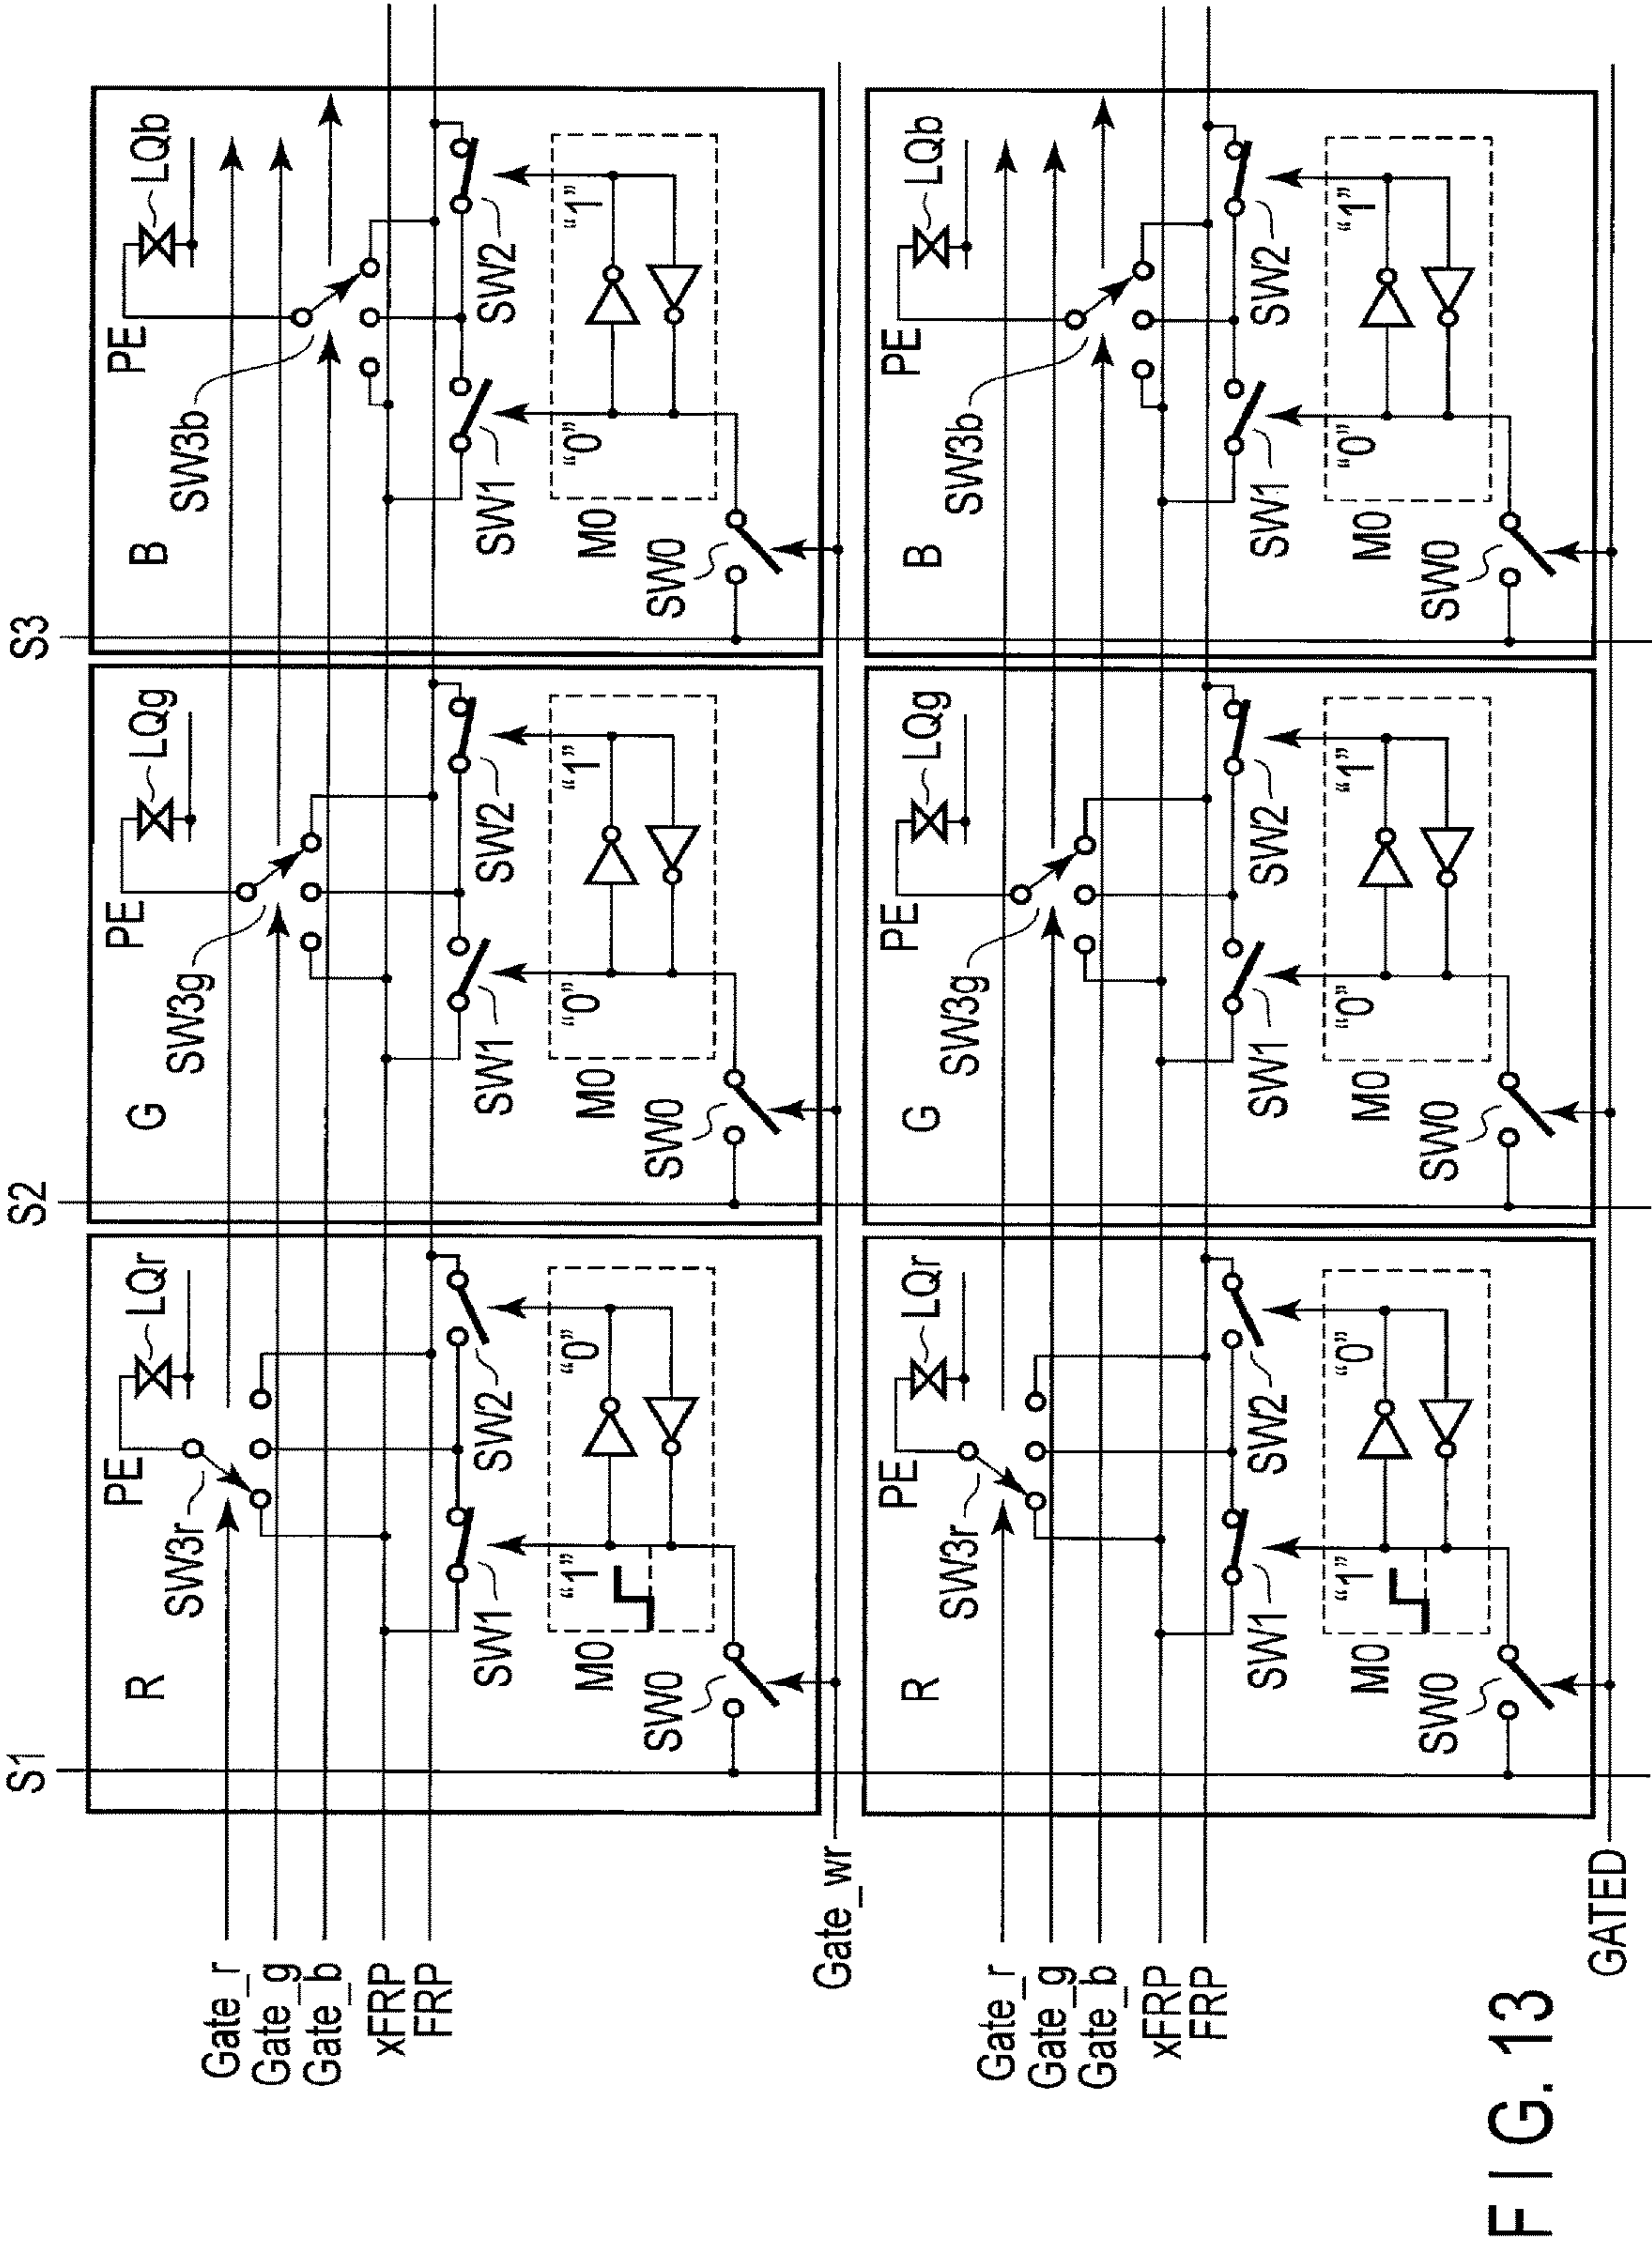 S1
S2
S3
R
PE
LQr
SW3r
SW1
SW2
"1"
"0"
M0
SW0
G
PE
LQg
SW3g
SW1
SW2
"0"
"1"
M0
SW0
B
PE
LQb
SW3b
SW1
SW2
"0"
"1"
M0
SW0
Gate_r
Gate_g
Gate_b
xFRP
FRP
Gate_wr
R
PE
LQr
SW3r
SW1
SW2
"1"
"0"
M0
SW0
G
PE
LQg
SW3g
SW1
SW2
"0"
"1"
M0
SW0
B
PE
LQb
SW3b
SW1
SW2
"0"
"1"
M0
SW0
Gate_r
Gate_g
Gate_b
xFRP
FRP
GATED
FIG. 13